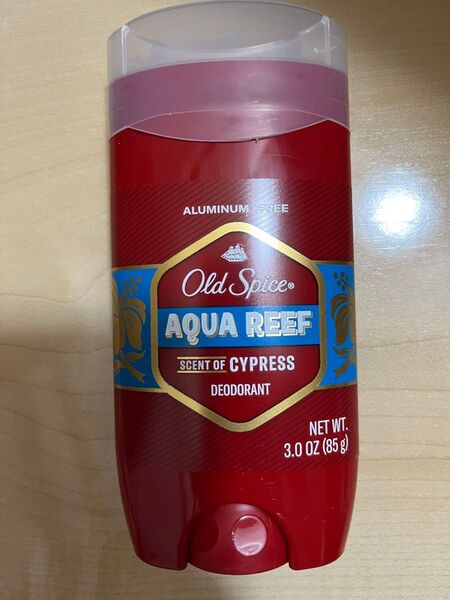 ALUMINUM FREE
Old Spice®
AQUA REEF
SCENT OF CYPRESS
DEODORANT
NET WT.
3.0 OZ (85 g)